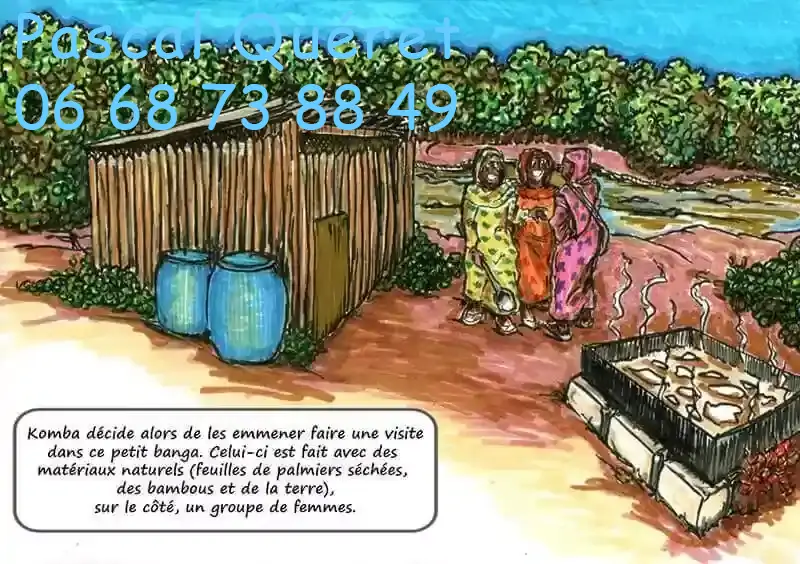 Pascal Quéret
06 68 73 88 49
Komba décide alors de les emmener faire une visite
dans ce petit banga. Celui-ci est fait avec des
matériaux naturels (feuilles de palmiers séchées,
des bambous et de la terre),
sur le côté, un groupe de femmes.